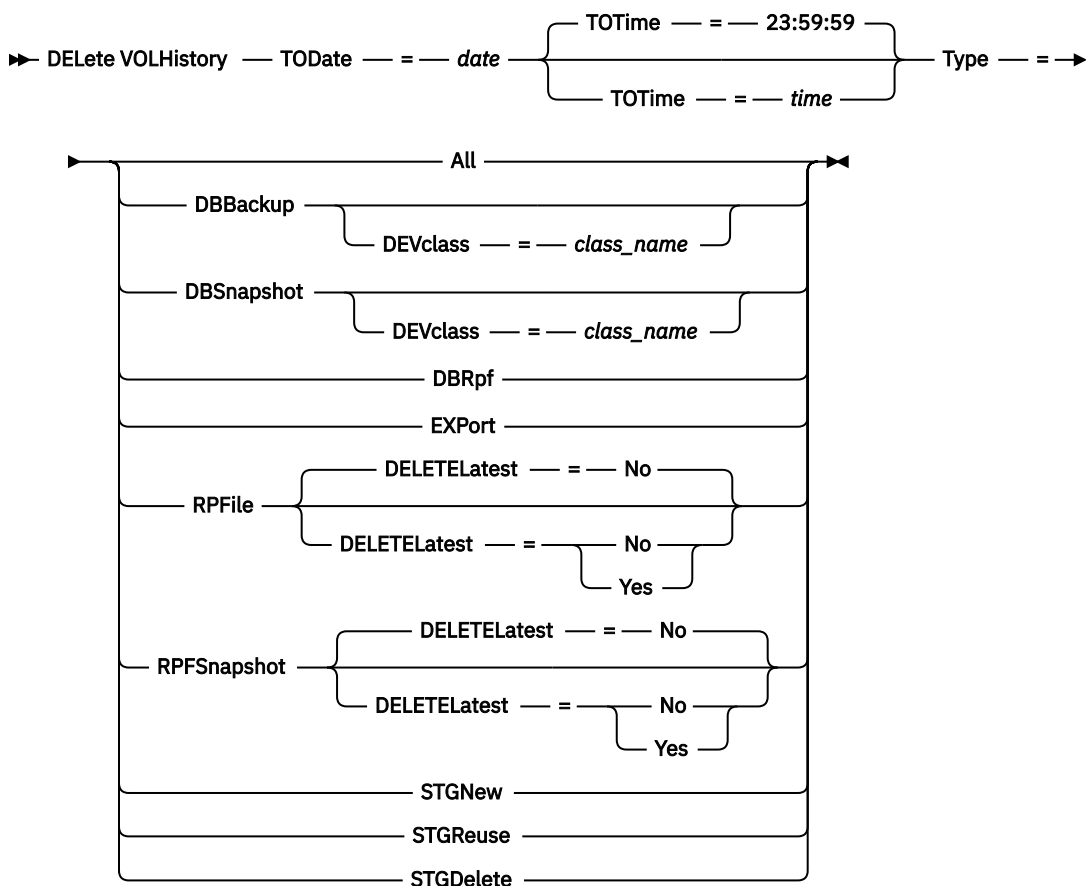 TOTime = 23:59:59
DELete VOLHistory TODate = date Type =
TOTime = time
All
DBBackup
DEVclass = class_name
DBSnapshot
DEVclass = class_name
DBRpf
EXPort
DELETELatest = No
RPFile
DELETELatest = No
Yes
DELETELatest = No
RPFSnapshot
DELETELatest = No
Yes
STGNew
STGReuse
STGDelete